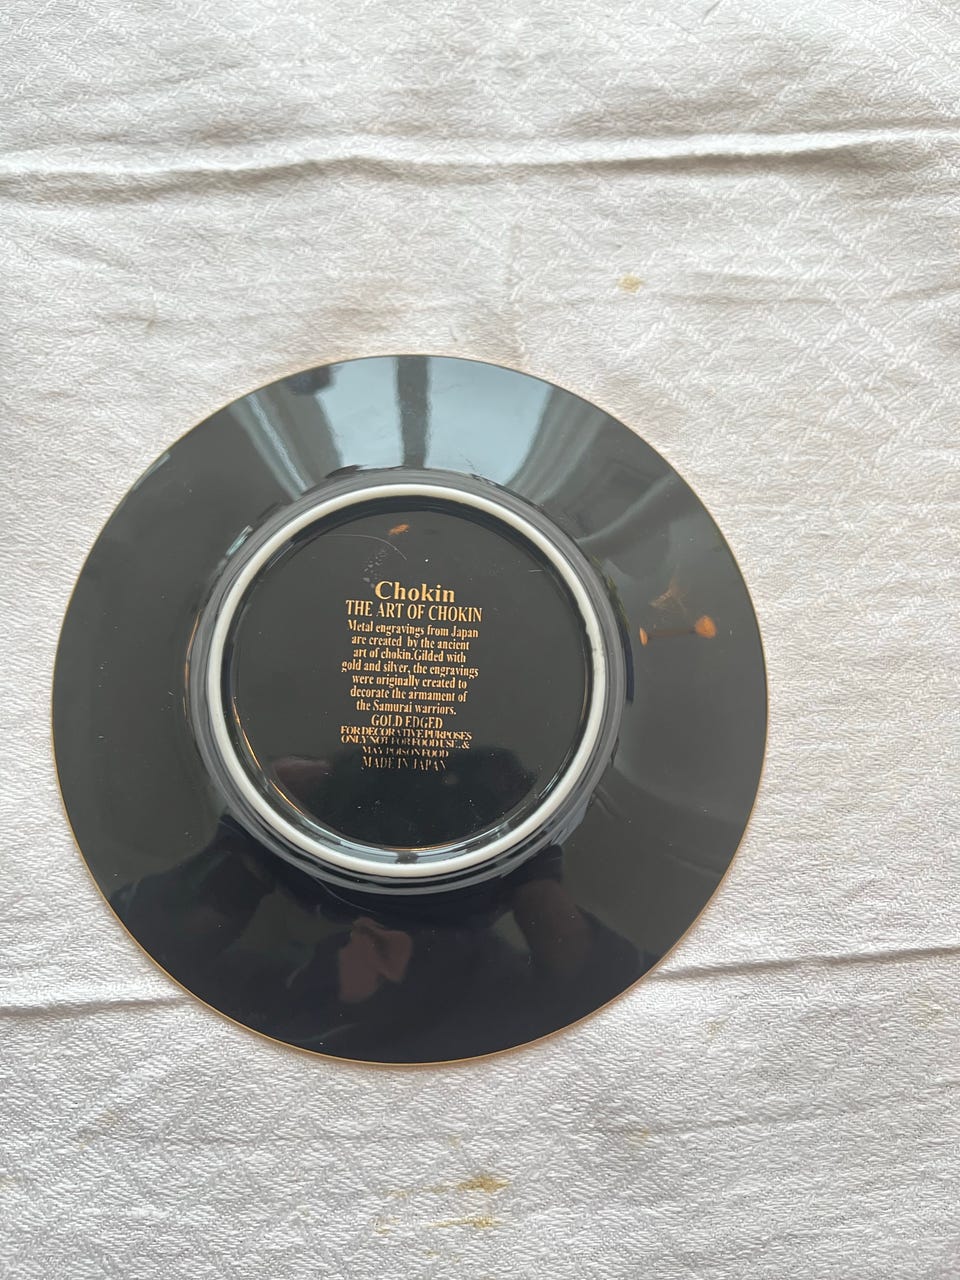 Chokin
THE ART OF CHOKIN
Metal engravings from Japan
are created by the ancient
art of chokin.Gilded with
gold and silver, the engravings
were originally created to
decorate the armament of
the Samurai warriors.
GOLD EDGED
FOR DECORATIVE PURPOSES
ONLY NOT FOR FOOD USE, &
MAY POISON FOOD
MADE IN JAPAN